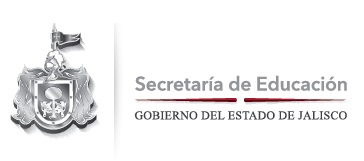 Secretaría de Educación
GOBIERNO DEL ESTADO DE JALISCO